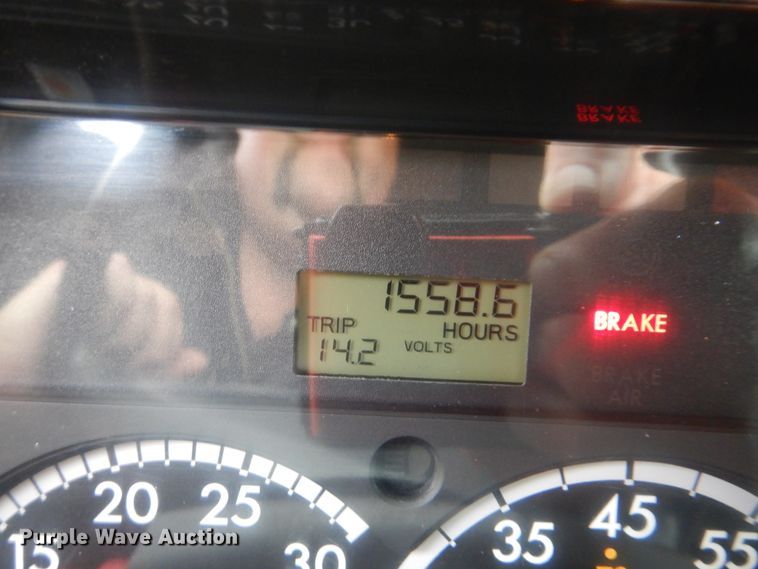 BRAKE
1558.6
TRIP HOURS
14.2 VOLTS
BRAKE
BRAKE
AIR
15 20 25 30
35 45 55
Purple Wave Auction